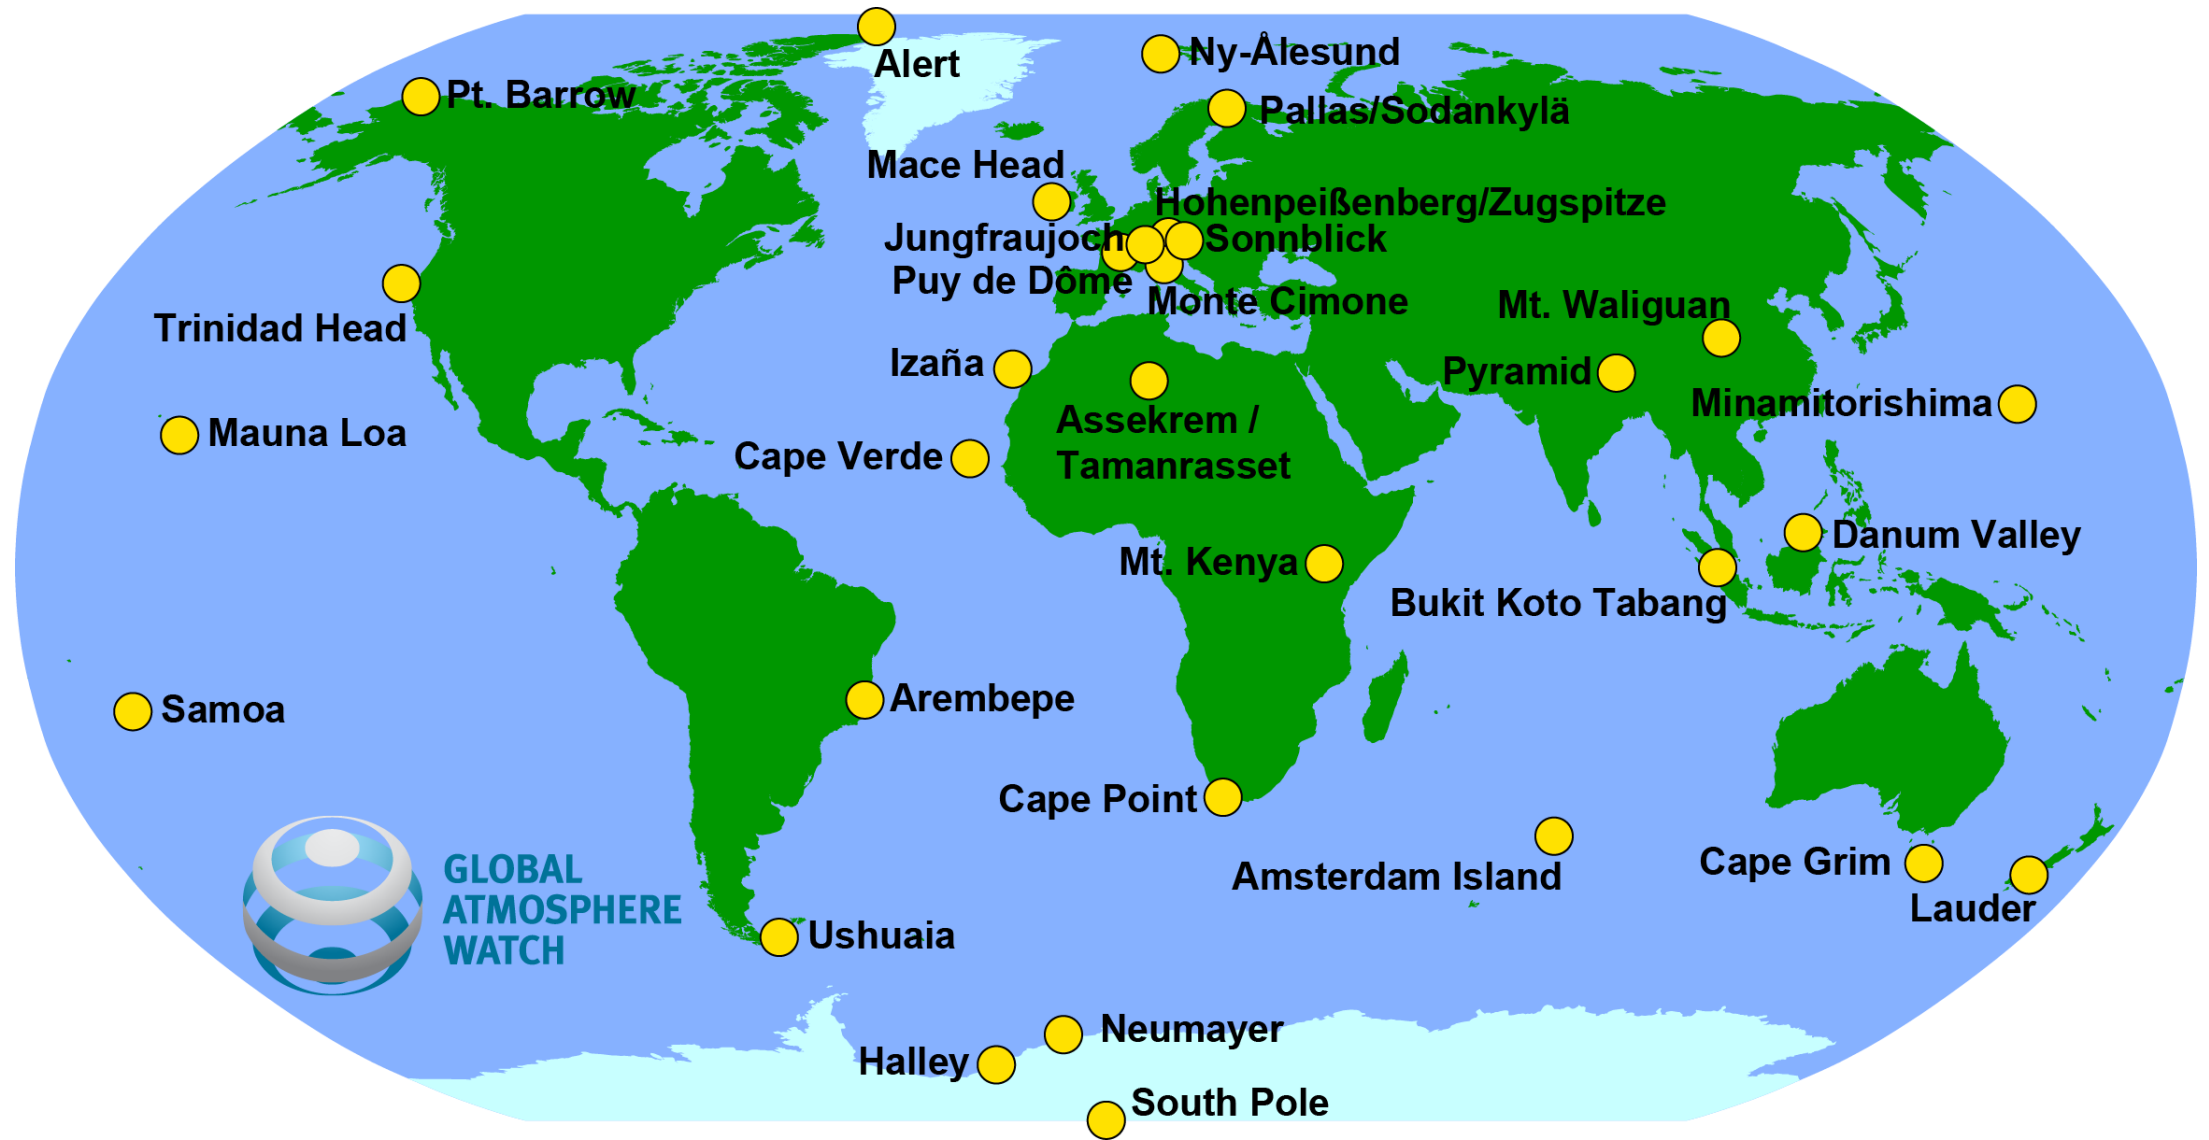 Alert
Ny-Ålesund
Pt. Barrow
Pallas/Sodankylä
Mace Head
Hohenpeißenberg/Zugspitze
Jungfraujoch
Sonnblick
Puy de Dôme
Monte Cimone
Mt. Waliguan
Trinidad Head
Izaña
Pyramid
Minamitorishima
Assekrem /
Tamanrasset
Mauna Loa
Cape Verde
Danum Valley
Mt. Kenya
Bukit Koto Tabang
Arembepe
Samoa
Cape Point
Cape Grim
Amsterdam Island
Lauder
GLOBAL
ATMOSPHERE
WATCH
Ushuaia
Neumayer
Halley
South Pole